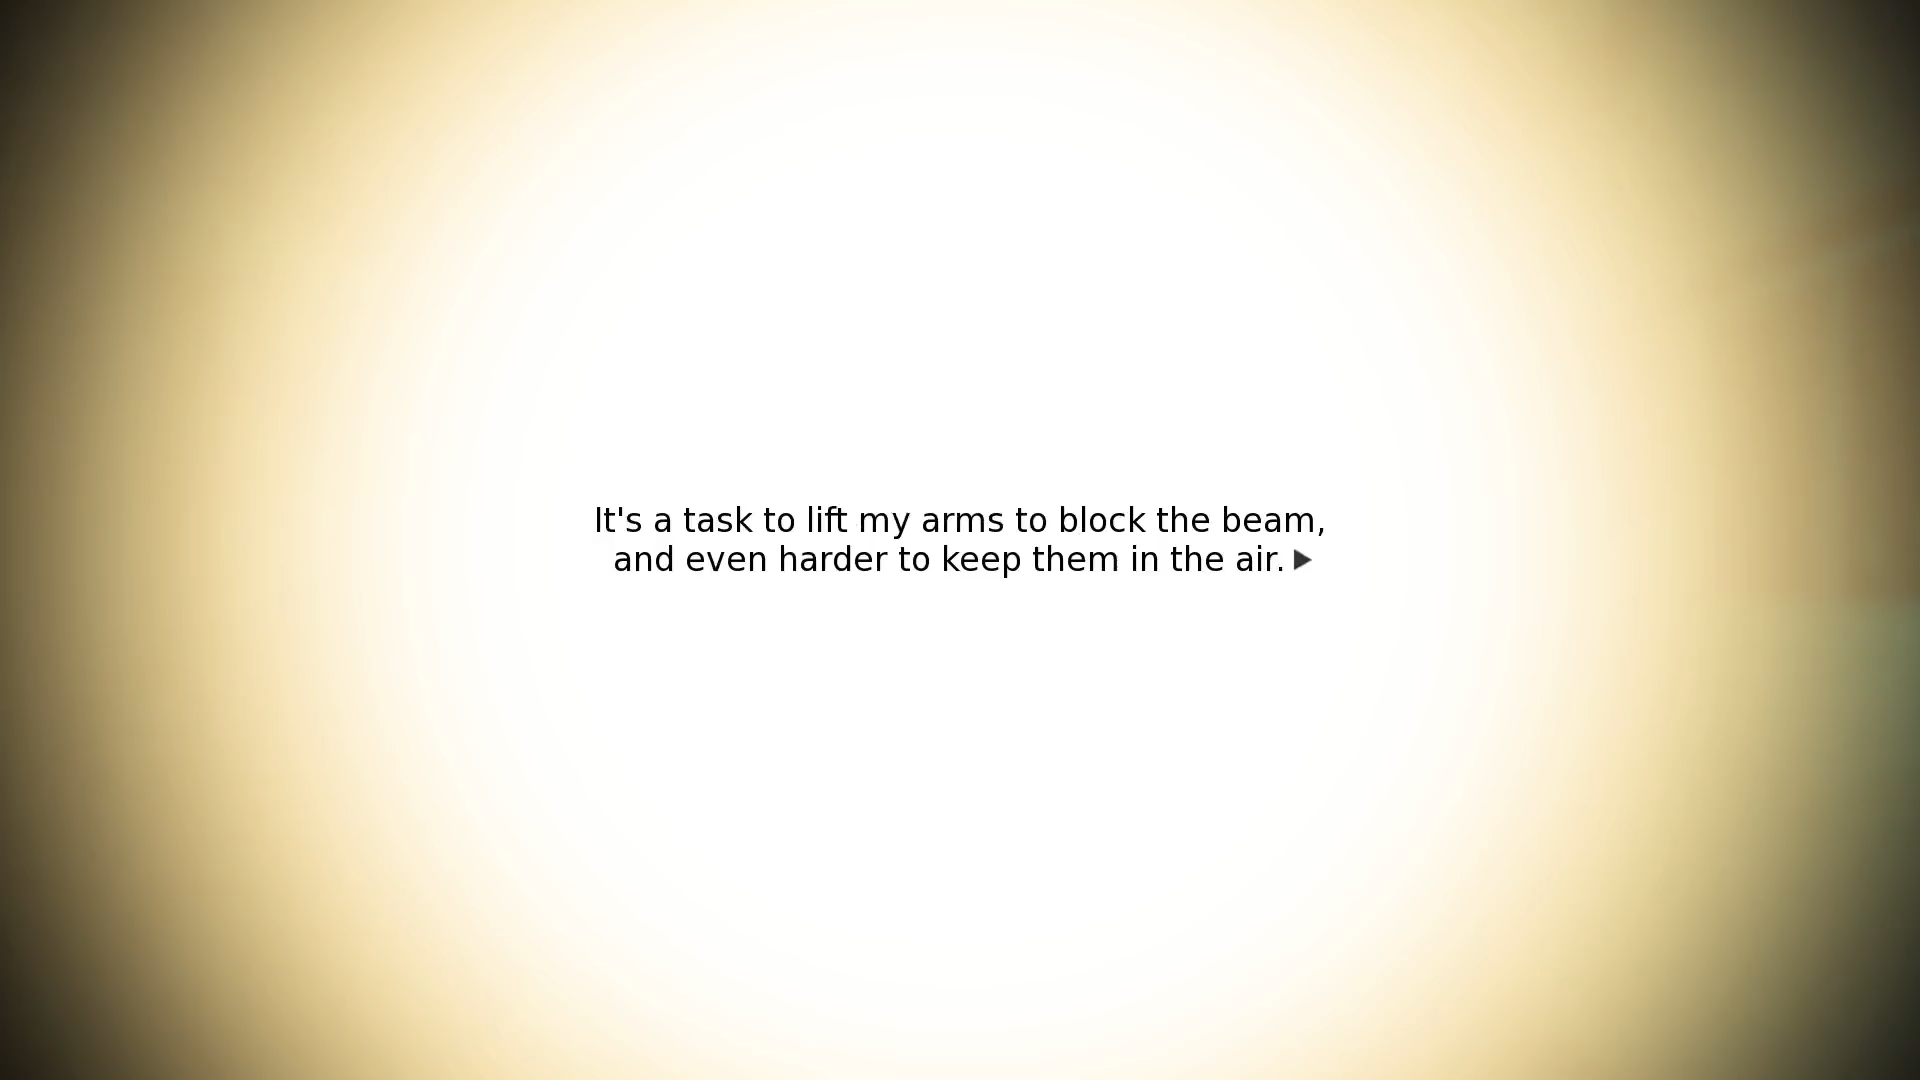 It's a task to lift my arms to block the beam,
and even harder to keep them in the air.